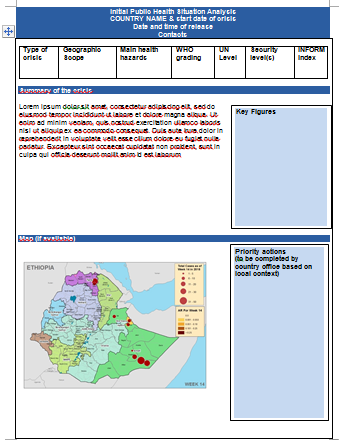 Initial Public Health Situation Analysis
COUNTRY NAME & start date of crisis
Date and time of release
Contacts
Type of crisis
Geographic Scope
Main health hazards
WHO grading
UN Level
Security level(s)
INFORM Index
Summary of the crisis
Lorem ipsum dolor sit amet, consectetur adipiscing elit, sed do
eiusmod tempor incididunt ut labore et dolore magna aliqua. Ut
enim ad minim veniam, quis nostrud exercitation ullamco laboris
nisi ut aliquip ex ea commodo consequat. Duis aute irure dolor in
reprehenderit in voluptate velit esse cillum dolore eu fugiat nulla
pariatur. Excepteur sint occaecat cupidatat non proident, sunt in
culpa qui officia deserunt mollit anim id est laborum
Key Figures
Map (if available)
Priority actions
(to be completed by
country office based on
local context)
ETHIOPIA
WEEK 14